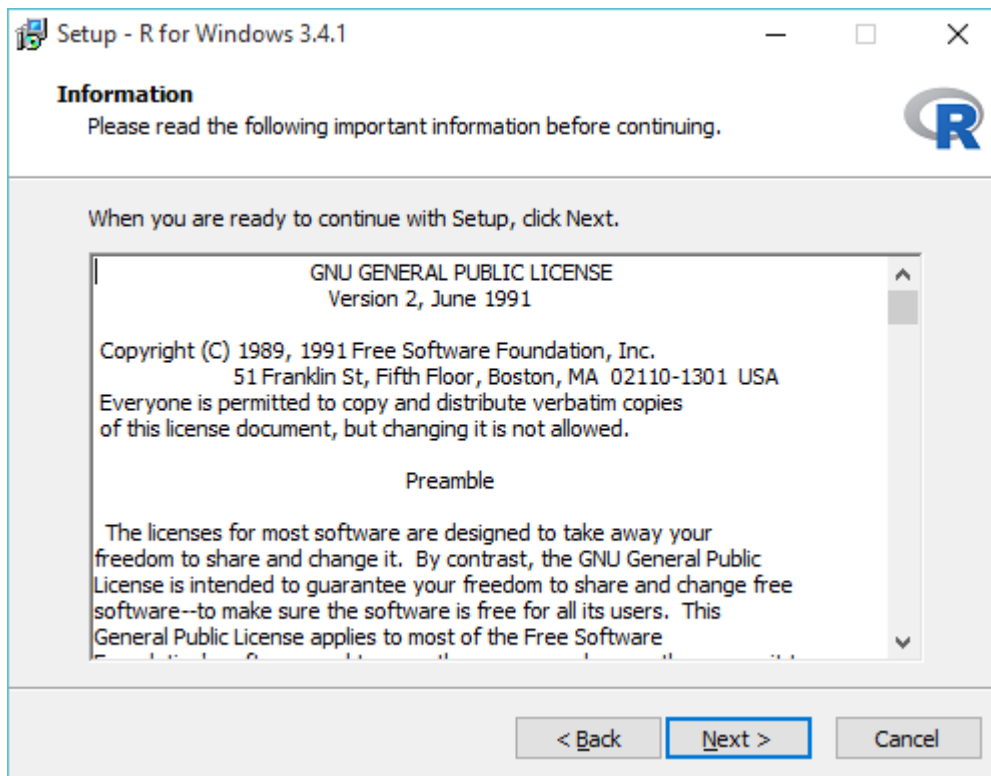 Setup - R for Windows 3.4.1
Information
Please read the following important information before continuing.
R
When you are ready to continue with Setup, click Next.
GNU GENERAL PUBLIC LICENSE
Version 2, June 1991
Copyright (C) 1989, 1991 Free Software Foundation, Inc.
51 Franklin St, Fifth Floor, Boston, MA 02110-1301 USA
Everyone is permitted to copy and distribute verbatim copies
of this license document, but changing it is not allowed.
Preamble
The licenses for most software are designed to take away your
freedom to share and change it. By contrast, the GNU General Public
License is intended to guarantee your freedom to share and change free
software--to make sure the software is free for all its users. This
General Public License applies to most of the Free Software
< Back
Next >
Cancel